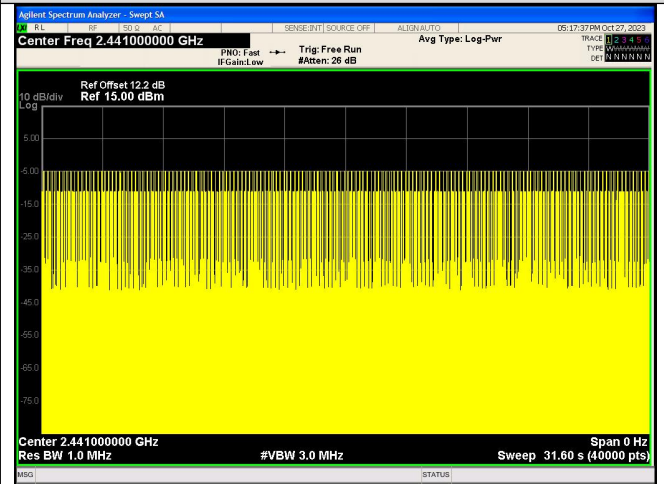 Agilent Spectrum Analyzer - Swept SA
RL RF 50 Ω AC SENSE:INT SOURCE OFF ALIGN AUTO 05:17:37 PM Oct 27, 2023
Center Freq 2.441000000 GHz
PNO: Fast
IFGain:Low
Trig: Free Run
#Atten: 26 dB
Avg Type: Log-Pwr
TRACE 1 2 3 4 5 6
TYPE W
DET N N N N N N
Ref Offset 12.2 dB
10 dB/div Ref 15.00 dBm
Log
5.00
-5.00
-15.0
-25.0
-35.0
-45.0
-55.0
-65.0
-75.0
Center 2.441000000 GHz Span 0 Hz
Res BW 1.0 MHz #VBW 3.0 MHz Sweep 31.60 s (40000 pts)
MSG STATUS